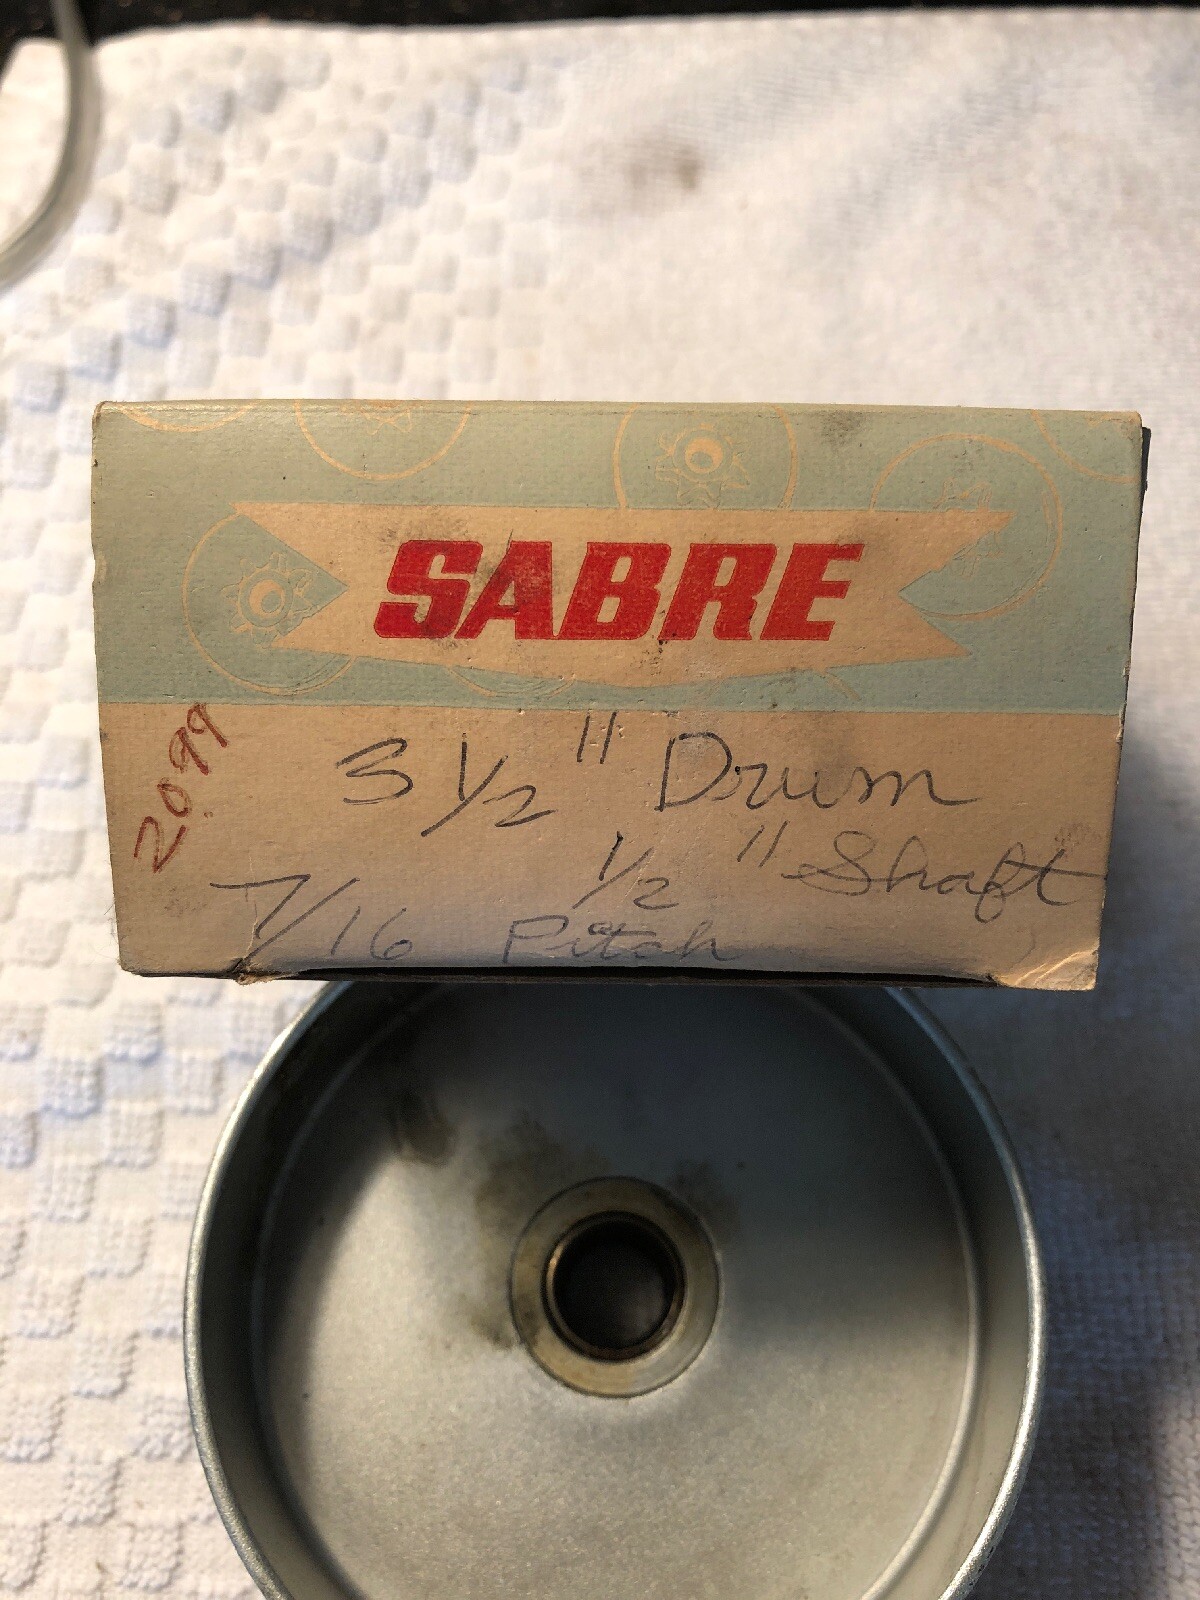 SABRE
2099
3 1/2" Drum
1/2" Shaft
7/16 Pitch